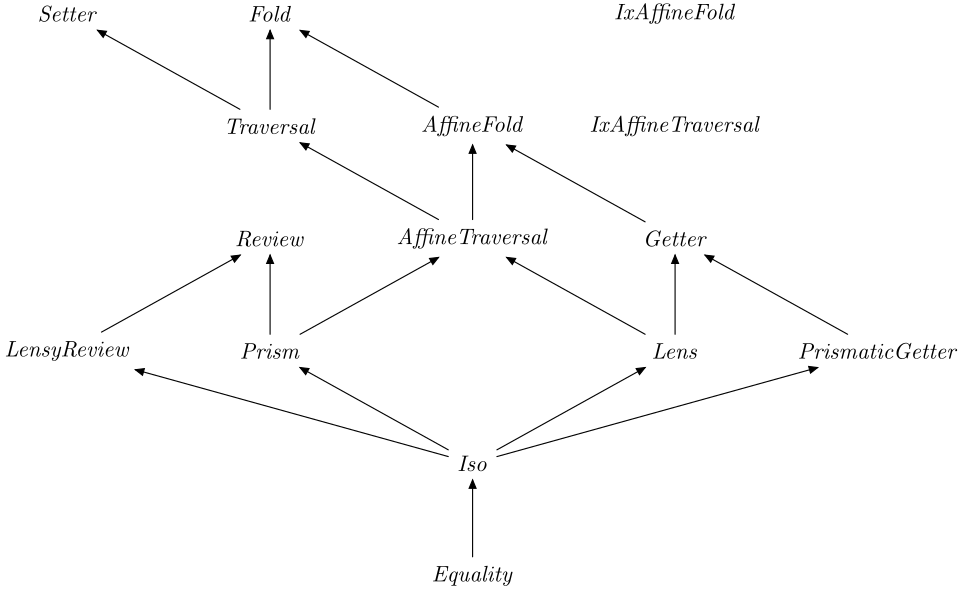 Setter Fold IxAffineFold
Traversal AffineFold IxAffineTraversal
Review AffineTraversal Getter
LensyReview Prism Lens PrismaticGetter
Iso
Equality